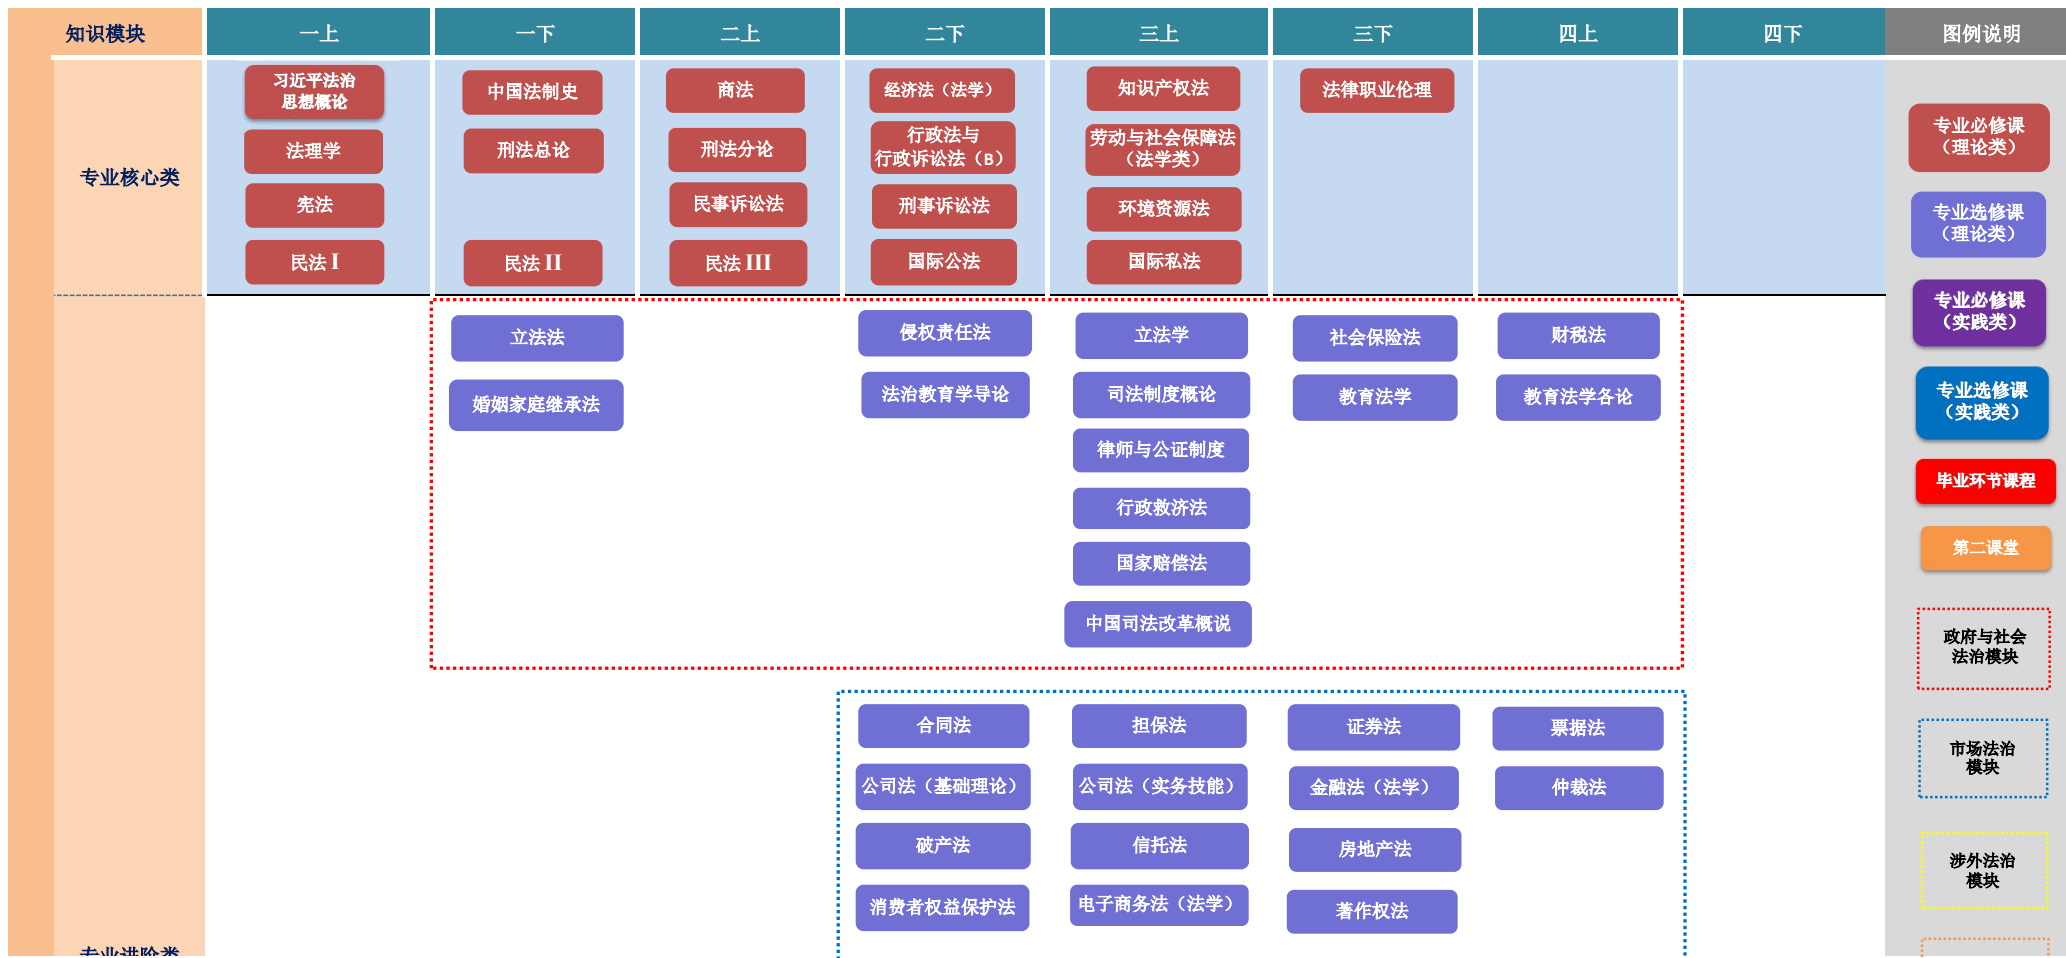 知识模块
一上
一下
二上
二下
三上
三下
四上
四下
图例说明
专业核心类
习近平法治
思想概论
法理学
宪法
民法 I
中国法制史
刑法总论
民法 II
商法
刑法分论
民事诉讼法
民法 III
经济法（法学）
行政法与
行政诉讼法（B）
刑事诉讼法
国际公法
知识产权法
劳动与社会保障法
（法学类）
环境资源法
国际私法
法律职业伦理
立法法
婚姻家庭继承法
侵权责任法
法治教育学导论
立法学
司法制度概论
律师与公证制度
行政救济法
国家赔偿法
中国司法改革概说
社会保险法
教育法学
财税法
教育法学各论
合同法
公司法（基础理论）
破产法
消费者权益保护法
担保法
公司法（实务技能）
信托法
电子商务法（法学）
证券法
金融法（法学）
房地产法
著作权法
票据法
仲裁法
专业进阶类
专业必修课
（理论类）
专业选修课
（理论类）
专业必修课
（实践类）
专业选修课
（实践类）
毕业环节课程
第二课堂
政府与社会
法治模块
市场法治
模块
涉外法治
模块